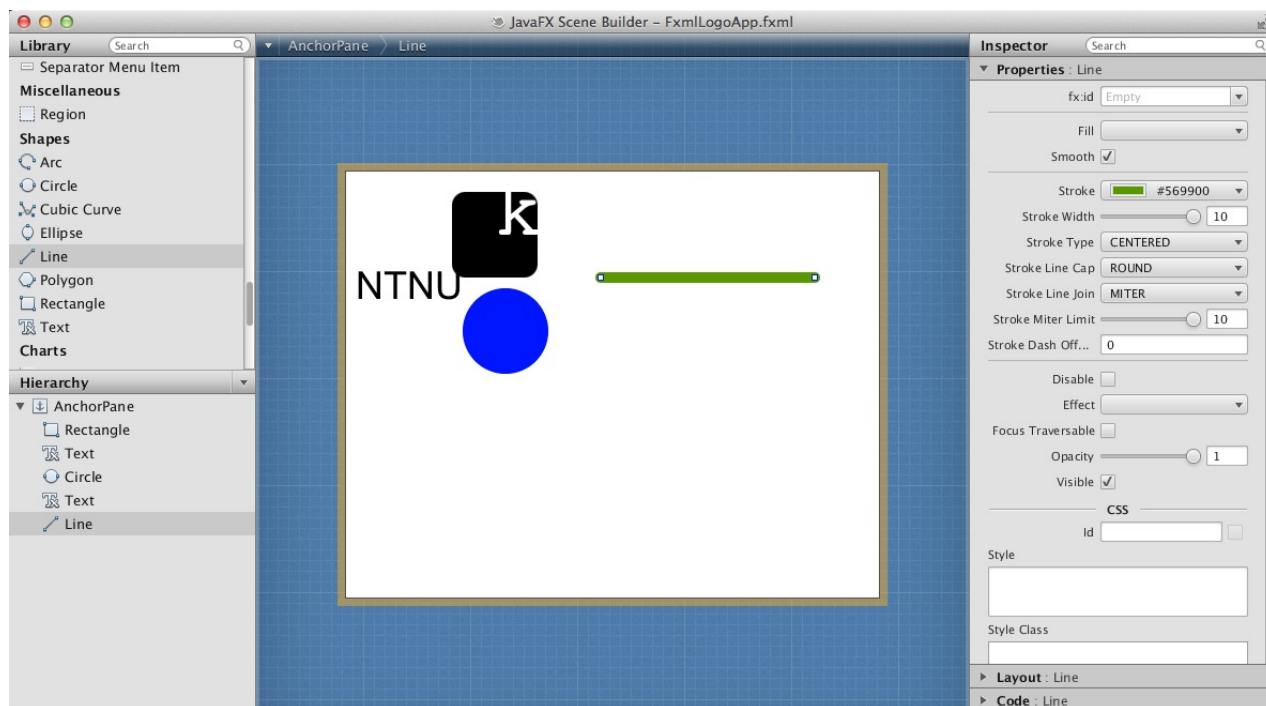 JavaFX Scene Builder – FxmlLogoApp.fxml
Library
Search
AnchorPane
Line
Inspector
Search
Separator Menu Item
Miscellaneous
Region
Shapes
Arc
Circle
Cubic Curve
Ellipse
Line
Polygon
Rectangle
Text
Charts
Hierarchy
AnchorPane
Rectangle
Text
Circle
Text
Line
k
NTNU
Properties : Line
fx:id Empty
Fill
Smooth
Stroke #569900
Stroke Width 10
Stroke Type CENTERED
Stroke Line Cap ROUND
Stroke Line Join MITER
Stroke Miter Limit 10
Stroke Dash Off... 0
Disable
Effect
Focus Traversable
Opacity 1
Visible
CSS
Id
Style
Style Class
Layout : Line
Code : Line